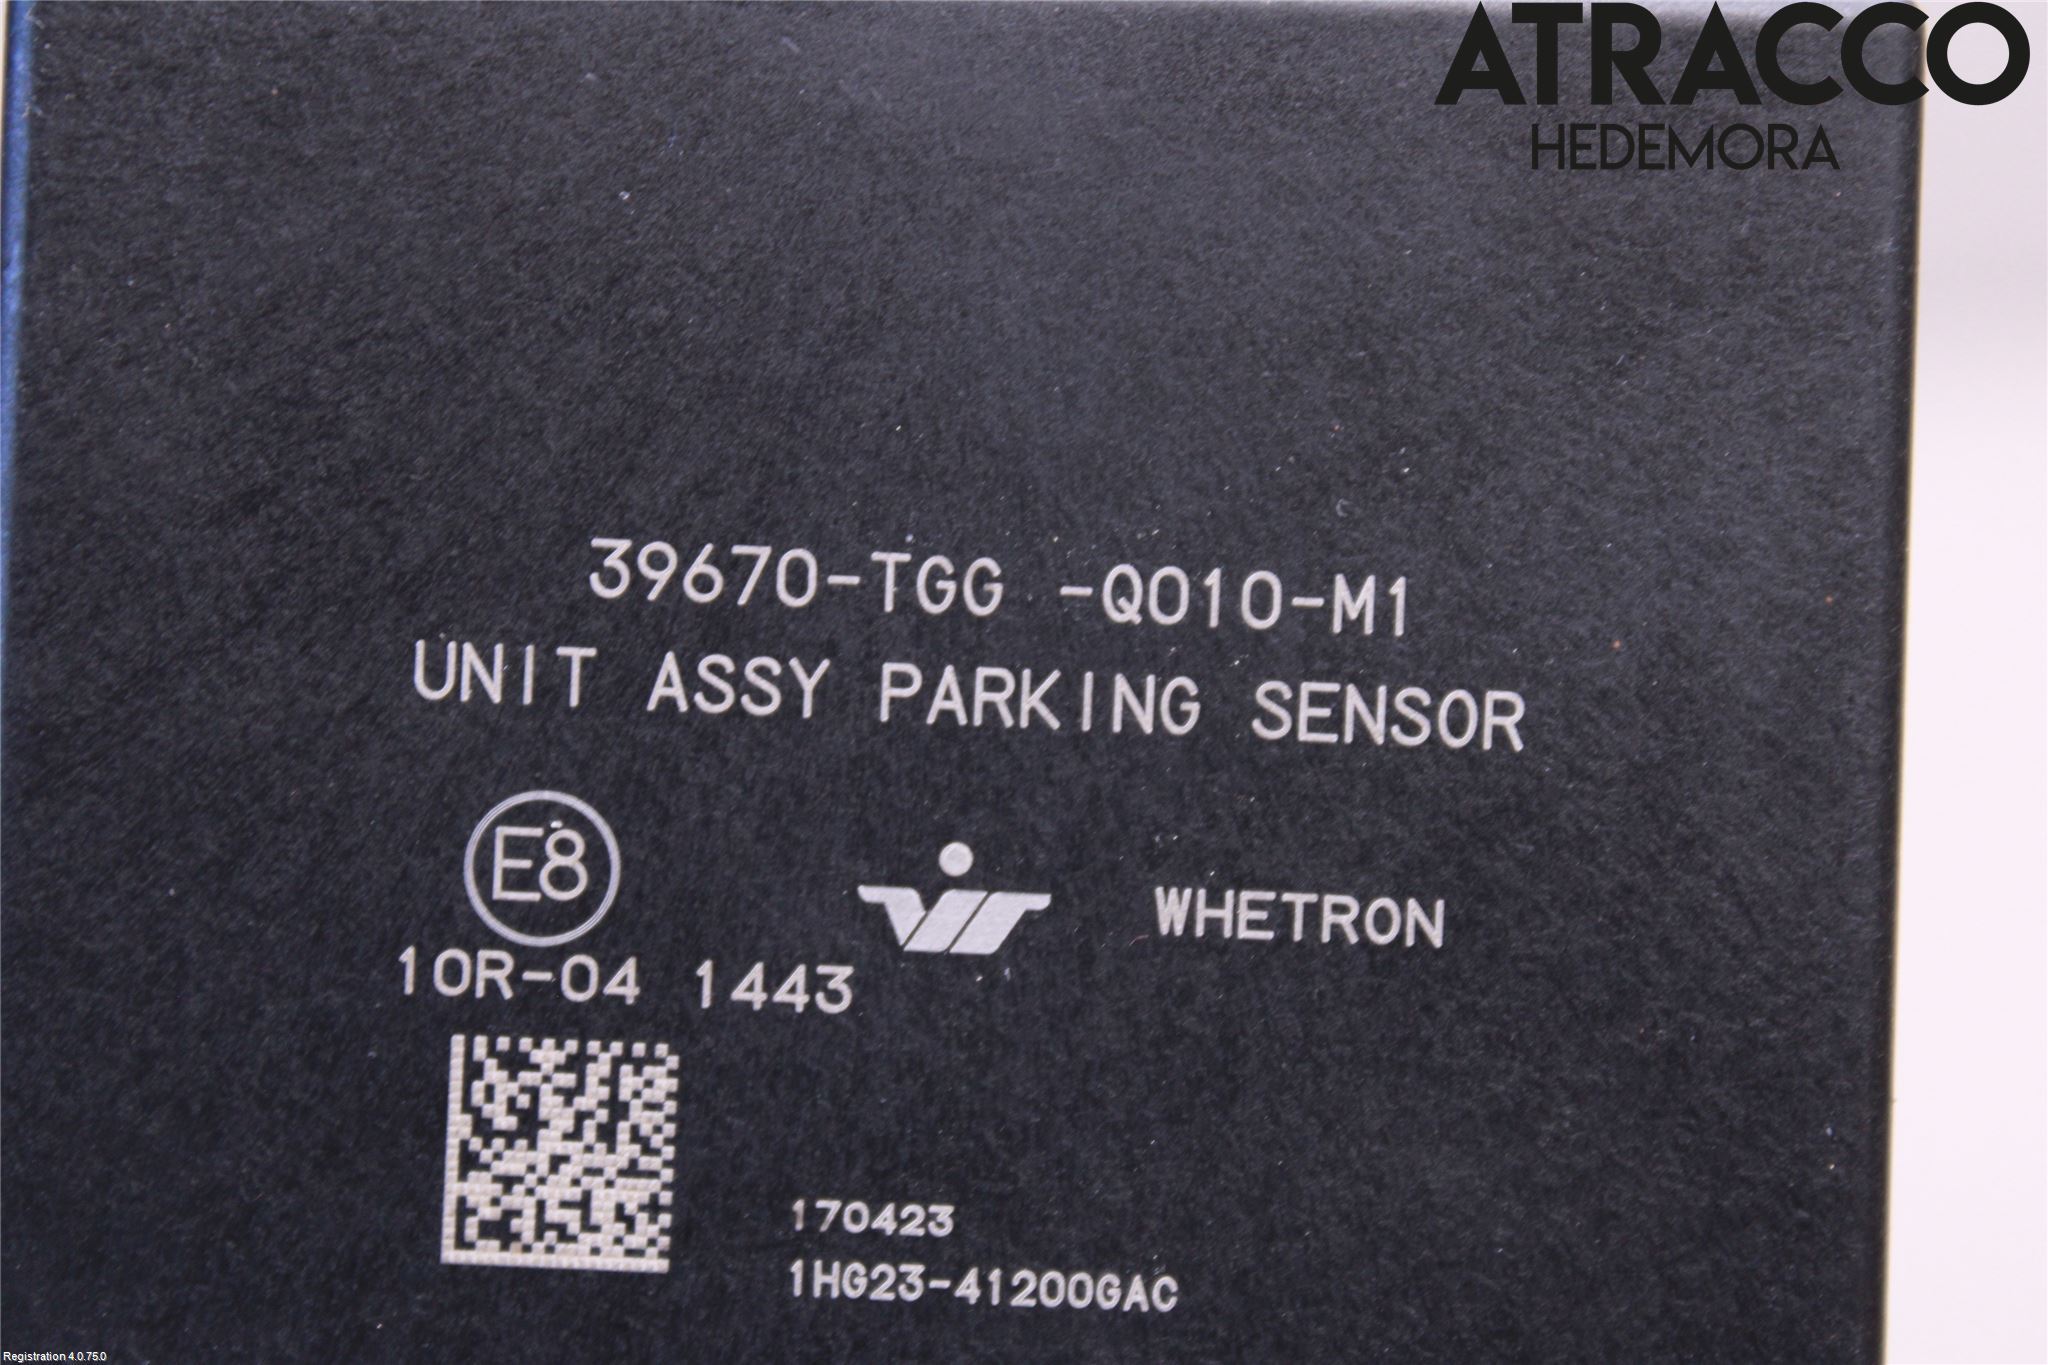 ATRACCO
HEDEMORA
39670-TGG -Q010-M1
UNIT ASSY PARKING SENSOR
E8
WHETRON
10R-04 1443
170423
1HG23-41200GAC
Registration 4.0.75.0